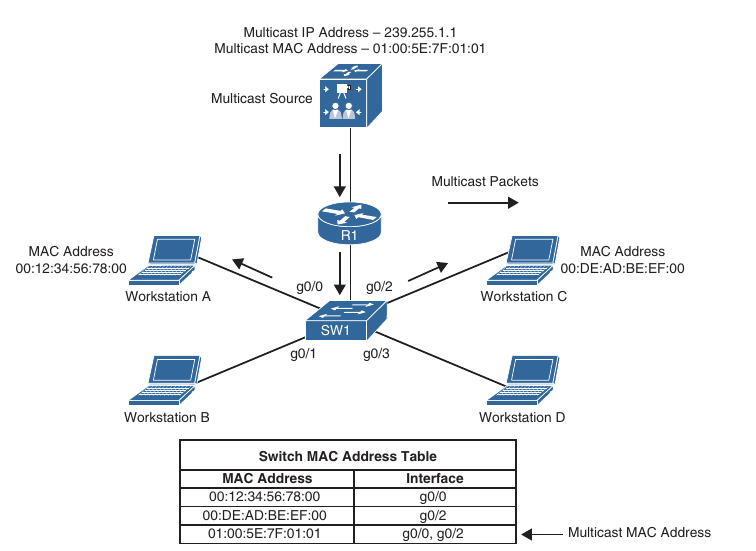 Multicast IP Address – 239.255.1.1
Multicast MAC Address – 01:00:5E:7F:01:01
Multicast Source
Multicast Packets
R1
MAC Address
00:12:34:56:78:00
Workstation A
MAC Address
00:DE:AD:BE:EF:00
Workstation C
g0/0
g0/2
SW1
g0/1
g0/3
Workstation B
Workstation D
Switch MAC Address Table
MAC Address Interface
00:12:34:56:78:00 g0/0
00:DE:AD:BE:EF:00 g0/2
01:00:5E:7F:01:01 g0/0, g0/2
Multicast MAC Address